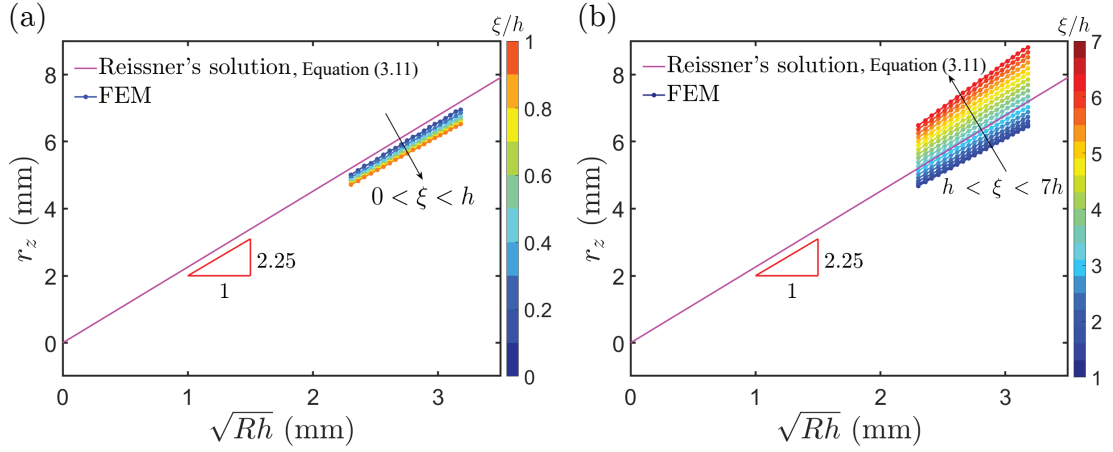 (a)
ξ/h
Reissner's solution, Equation (3.11)
FEM
0 < ξ < h
2.25
1
r_z (mm)
8
6
4
2
0
0
1
2
3
√Rh (mm)
1
0.8
0.6
0.4
0.2
0
(b)
ξ/h
Reissner's solution, Equation (3.11)
FEM
h < ξ < 7h
2.25
1
r_z (mm)
8
6
4
2
0
0
1
2
3
√Rh (mm)
7
6
5
4
3
2
1